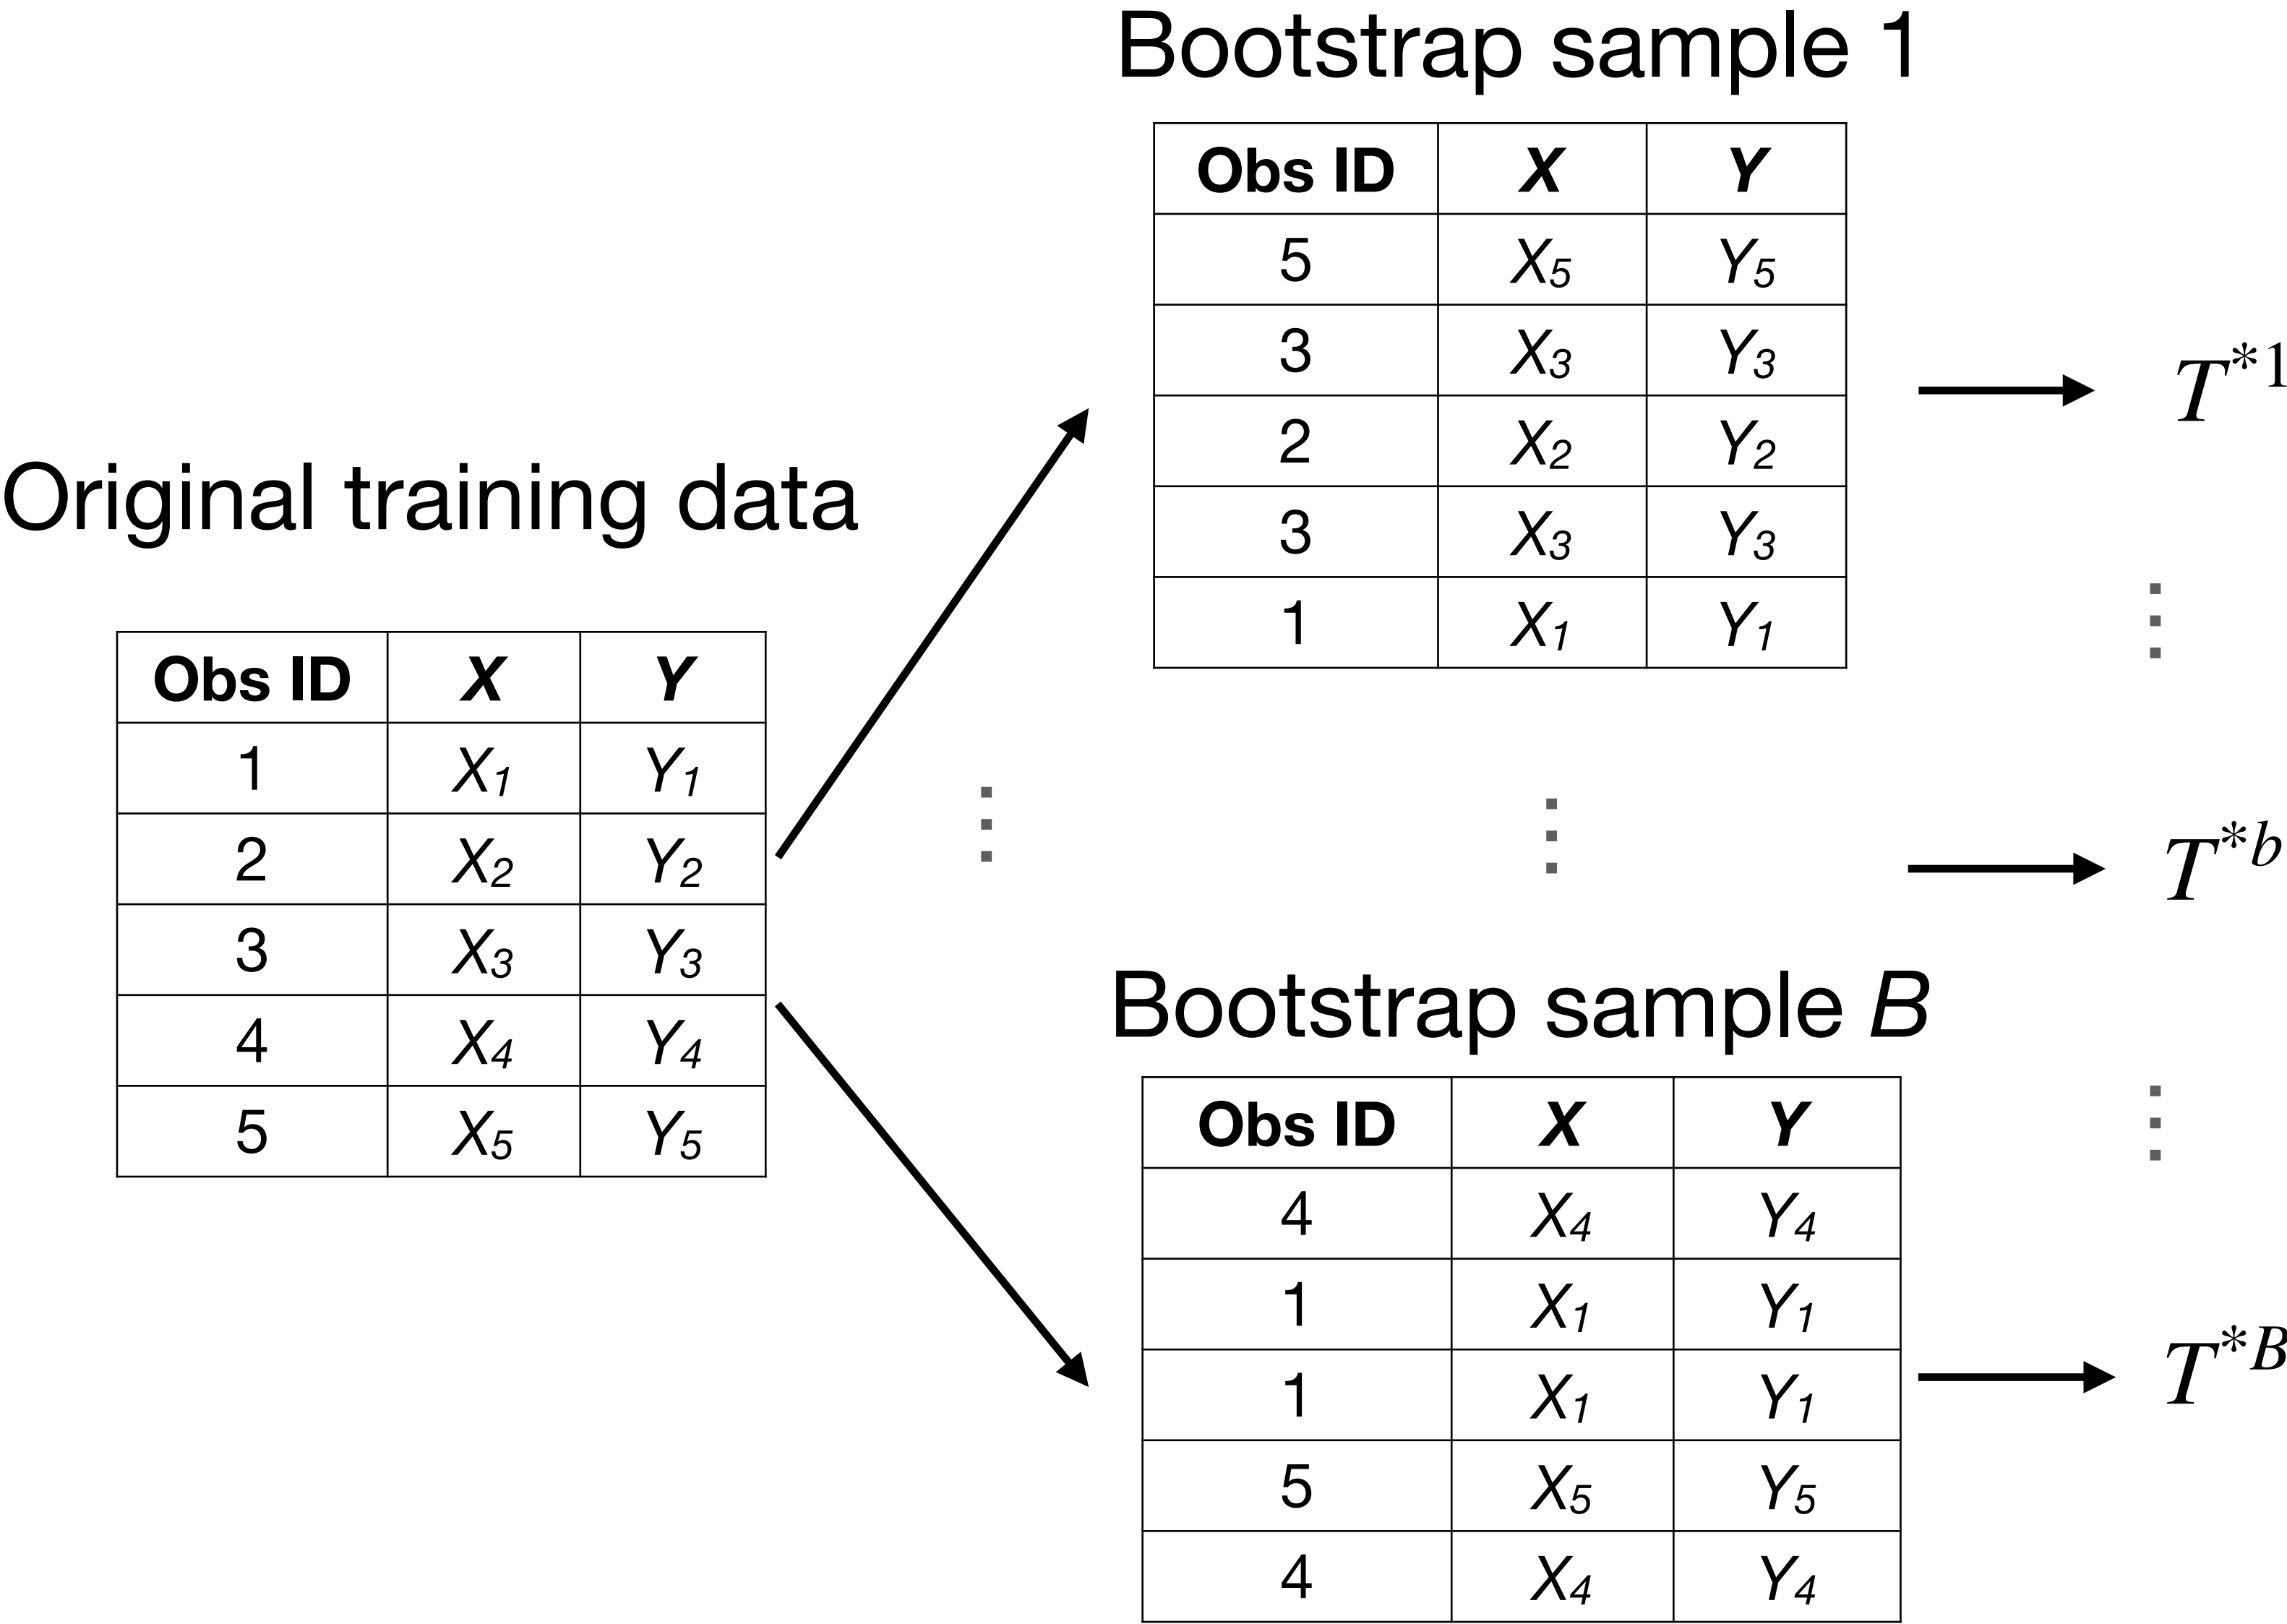 Original training data
Obs ID X Y
1 X1 Y1
2 X2 Y2
3 X3 Y3
4 X4 Y4
5 X5 Y5
Bootstrap sample 1
Obs ID X Y
5 X5 Y5
3 X3 Y3
2 X2 Y2
3 X3 Y3
1 X1 Y1
T*1
T*b
Bootstrap sample B
Obs ID X Y
4 X4 Y4
1 X1 Y1
1 X1 Y1
5 X5 Y5
4 X4 Y4
T*B